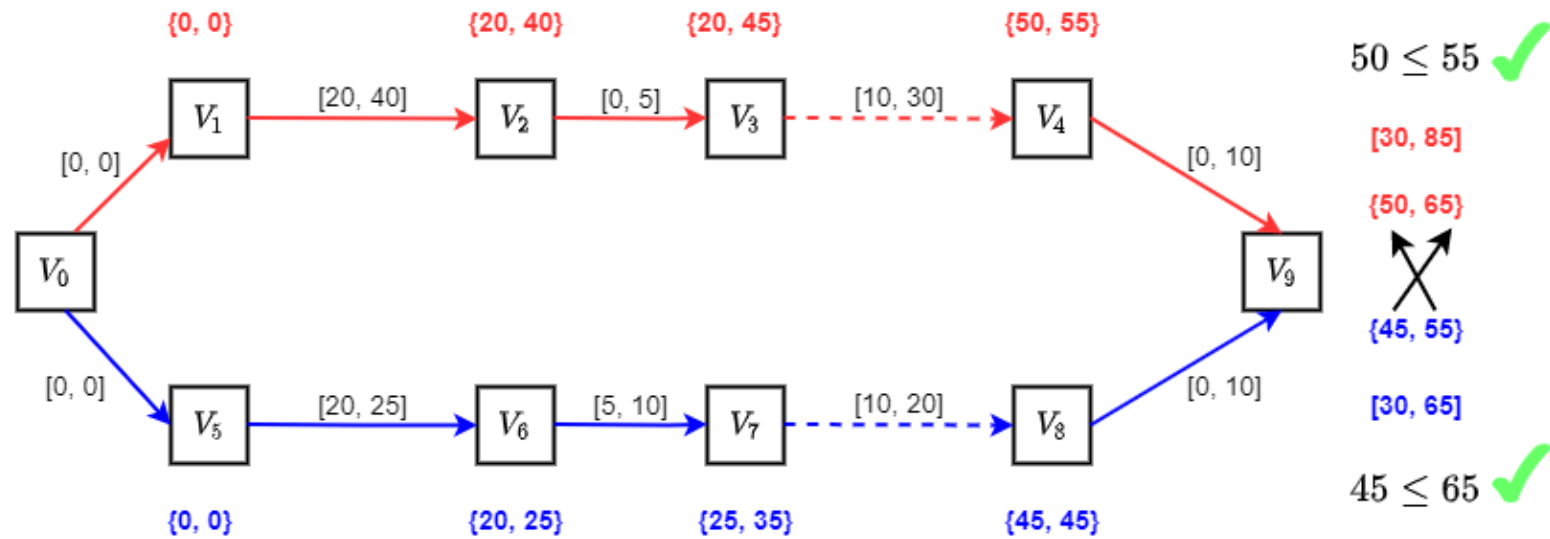 {0, 0} {20, 40} {20, 45} {50, 55}
50 ≤ 55
[20, 40] [0, 5] [10, 30]
V₁ V₂ V₃ V₄
[30, 85]
[0, 0] [0, 10]
{50, 65}
V₀ V₉
{45, 55}
[0, 0] [0, 10]
[30, 65]
[20, 25] [5, 10] [10, 20]
V₅ V₆ V₇ V₈
45 ≤ 65
{0, 0} {20, 25} {25, 35} {45, 45}